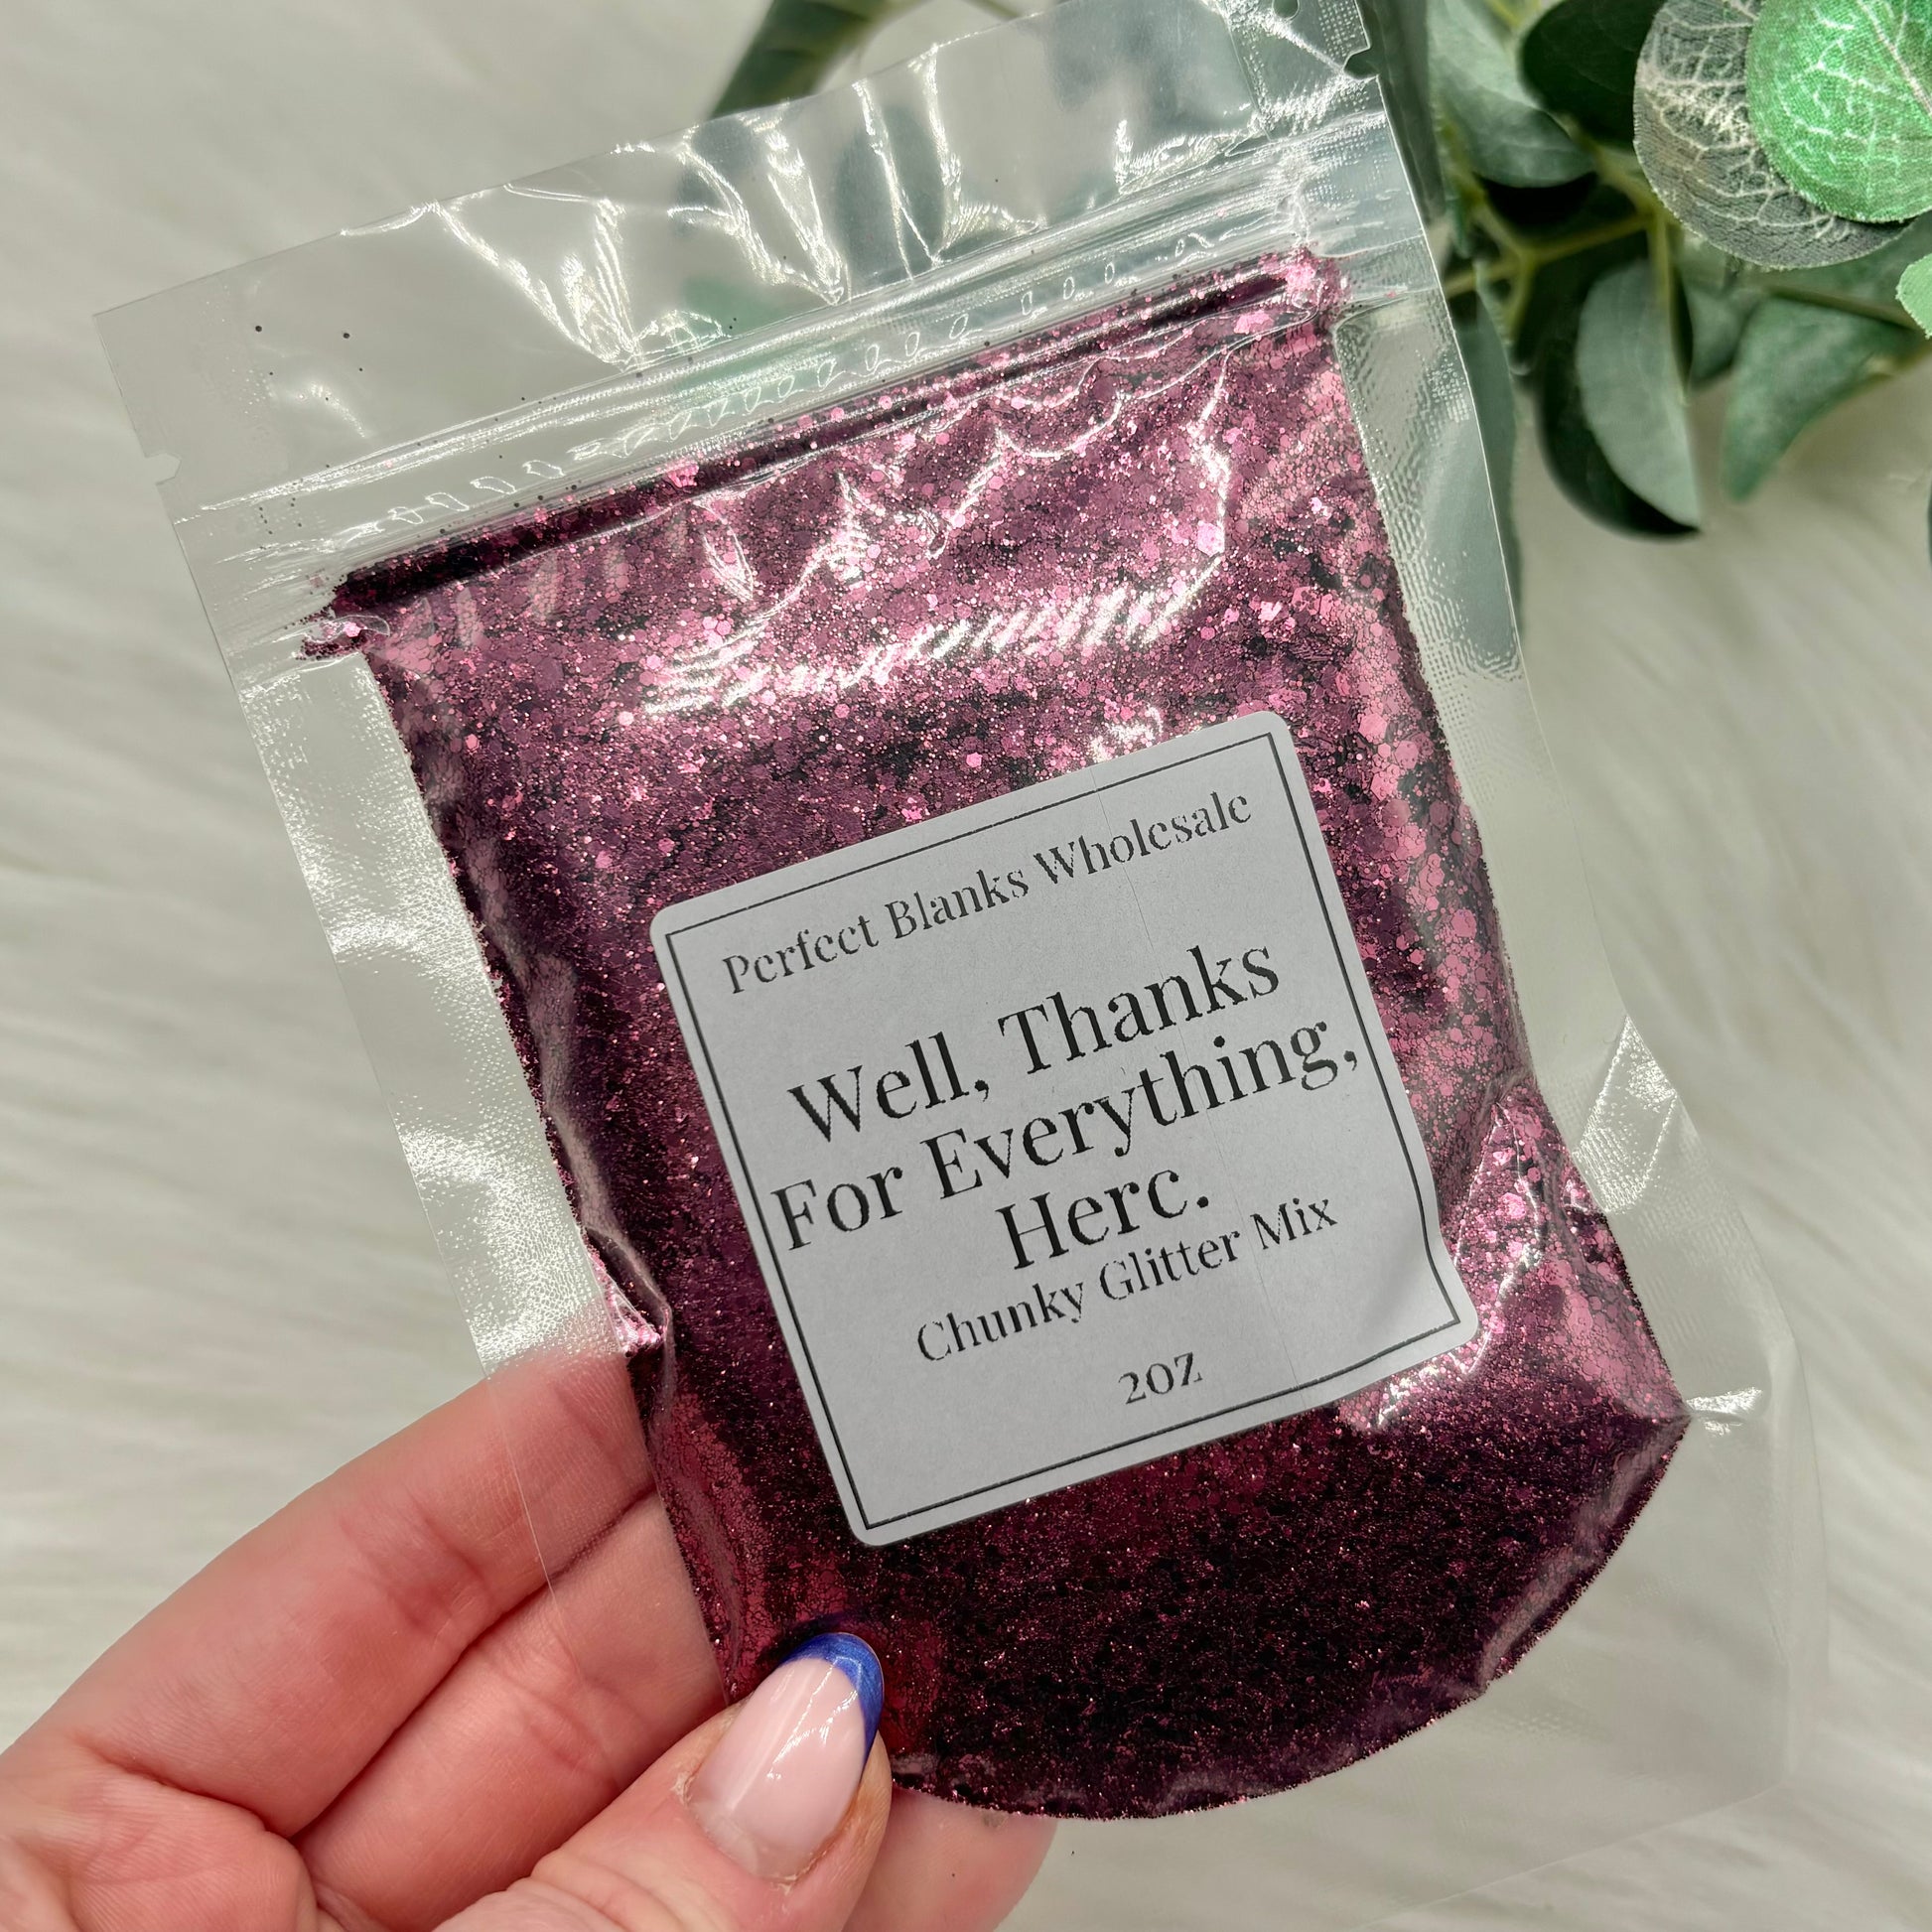 Perfect Blanks Wholesale
Well, Thanks
For Everything,
Herc.
Chunky Glitter Mix
2OZ